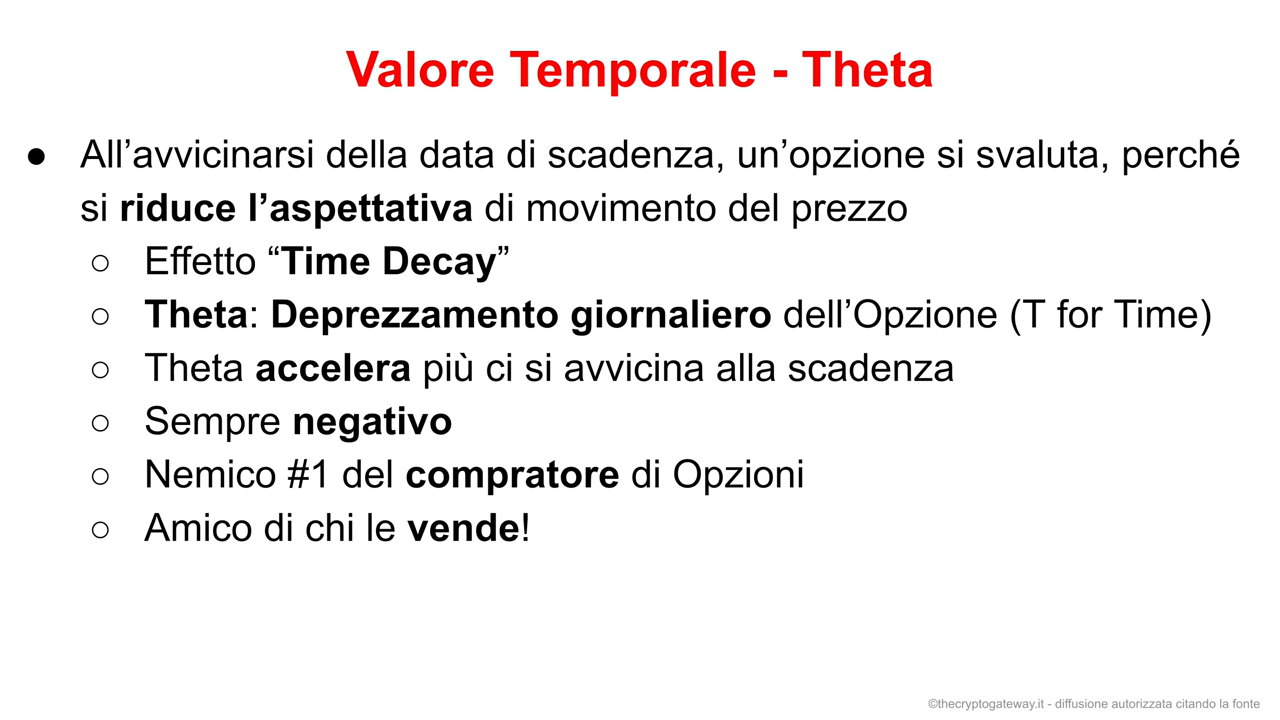 Valore Temporale - Theta
● All’avvicinarsi della data di scadenza, un’opzione si svaluta, perché
si riduce l’aspettativa di movimento del prezzo
○ Effetto “Time Decay”
○ Theta: Deprezzamento giornaliero dell’Opzione (T for Time)
○ Theta accelera più ci si avvicina alla scadenza
○ Sempre negativo
○ Nemico #1 del compratore di Opzioni
○ Amico di chi le vende!
©thecryptogateway.it - diffusione autorizzata citando la fonte